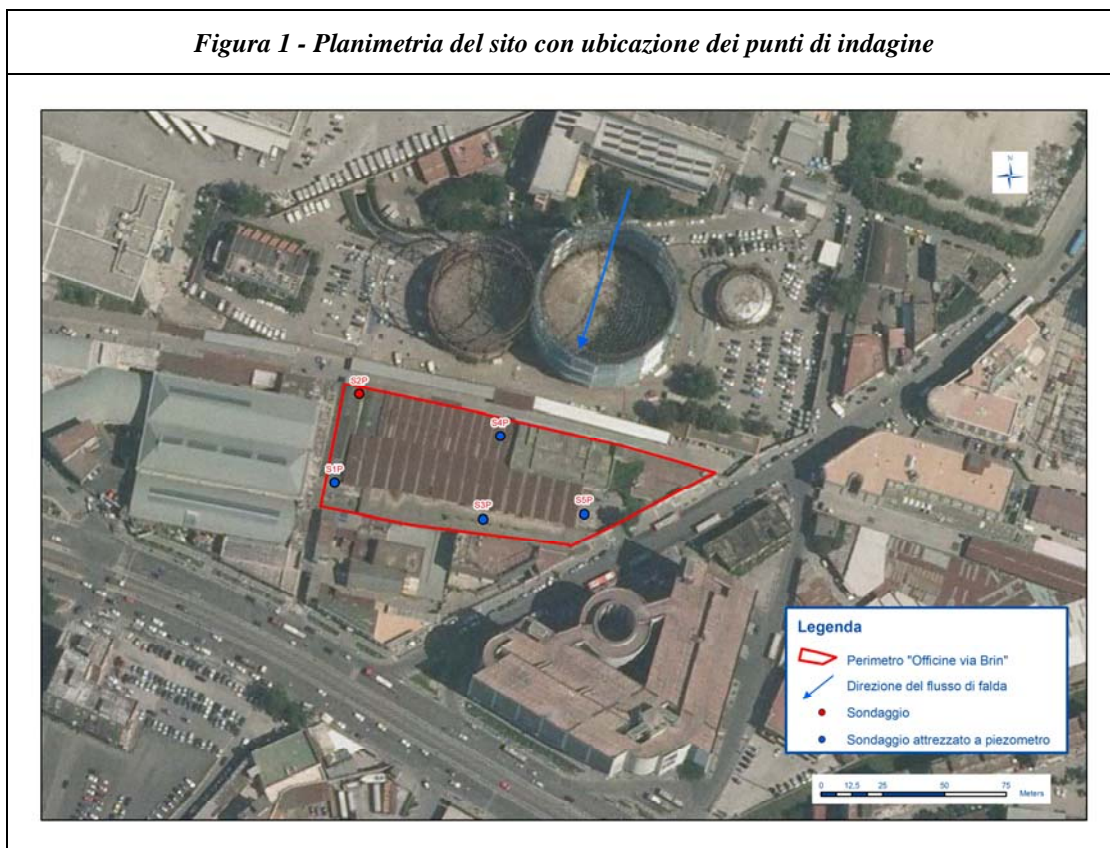 Figura 1 - Planimetria del sito con ubicazione dei punti di indagine
N
S2P
S4P
S1P
S3P
S5P
Legenda
Perimetro "Officine via Brin"
Direzione del flusso di falda
Sondaggio
Sondaggio attrezzato a piezometro
0 12,5 25 50 75
Meters